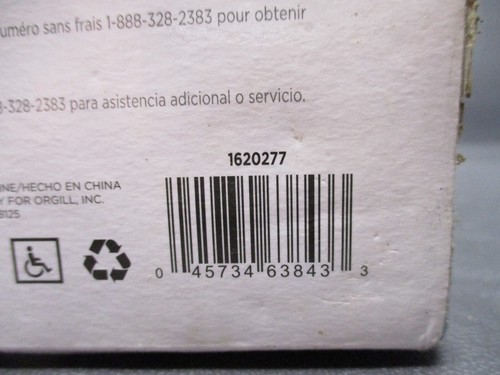 uméro sans frais 1-888-328-2383 pour obtenir
-328-2383 para asistencia adicional o servicio.
1620277
INE/HECHO EN CHINA
Y FOR ORGILL, INC.
8125
0 45734 63843 3